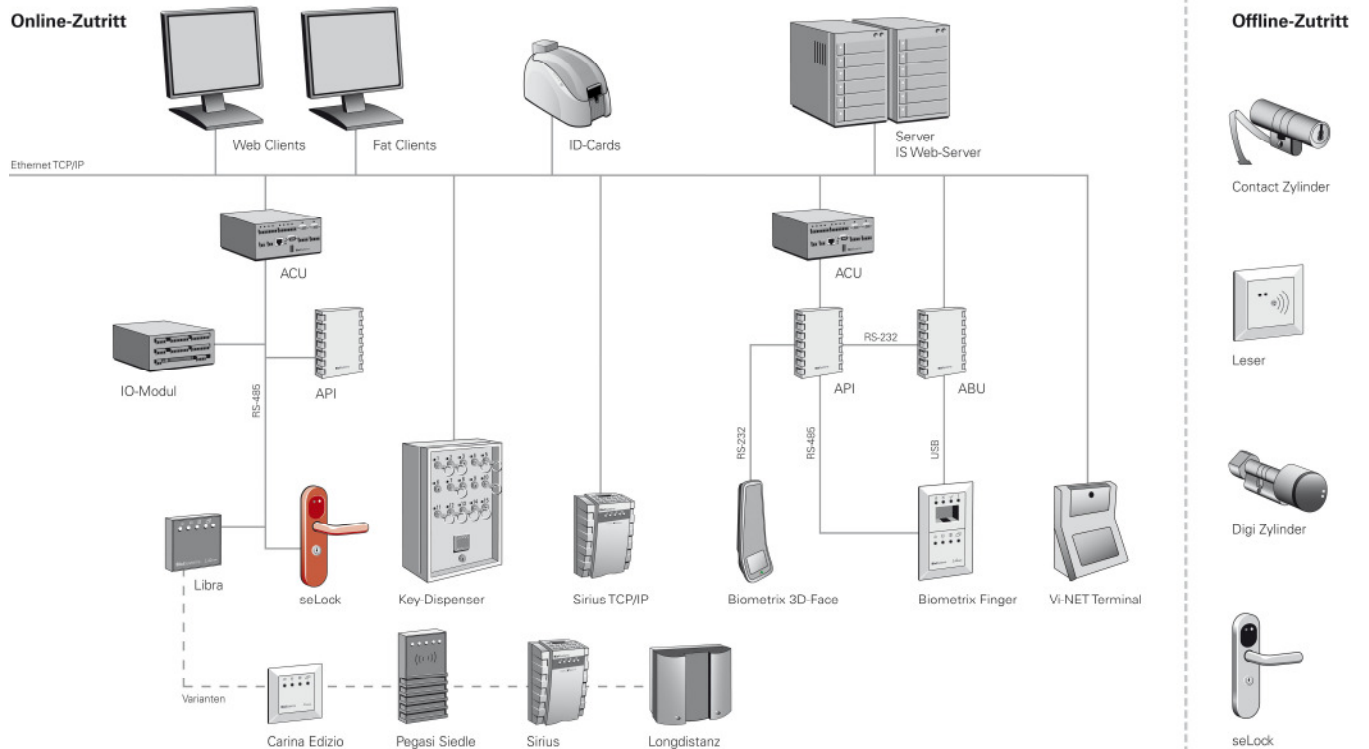 Online-Zutritt
Offline-Zutritt
Web Clients
Fat Clients
ID-Cards
Server
IS Web-Server
Ethernet TCP/IP
Contact Zylinder
ACU
ACU
RS-232
IO-Modul
API
API
ABU
Leser
RS-485
RS-232
RS-485
USB
Digi Zylinder
Libra
seLock
Key-Dispenser
Sirius TCP/IP
Biometrix 3D-Face
Biometrix Finger
Vi-NET Terminal
Varianten
Carina Edizio
Pegasi Siedle
Sirius
Longdistanz
seLock